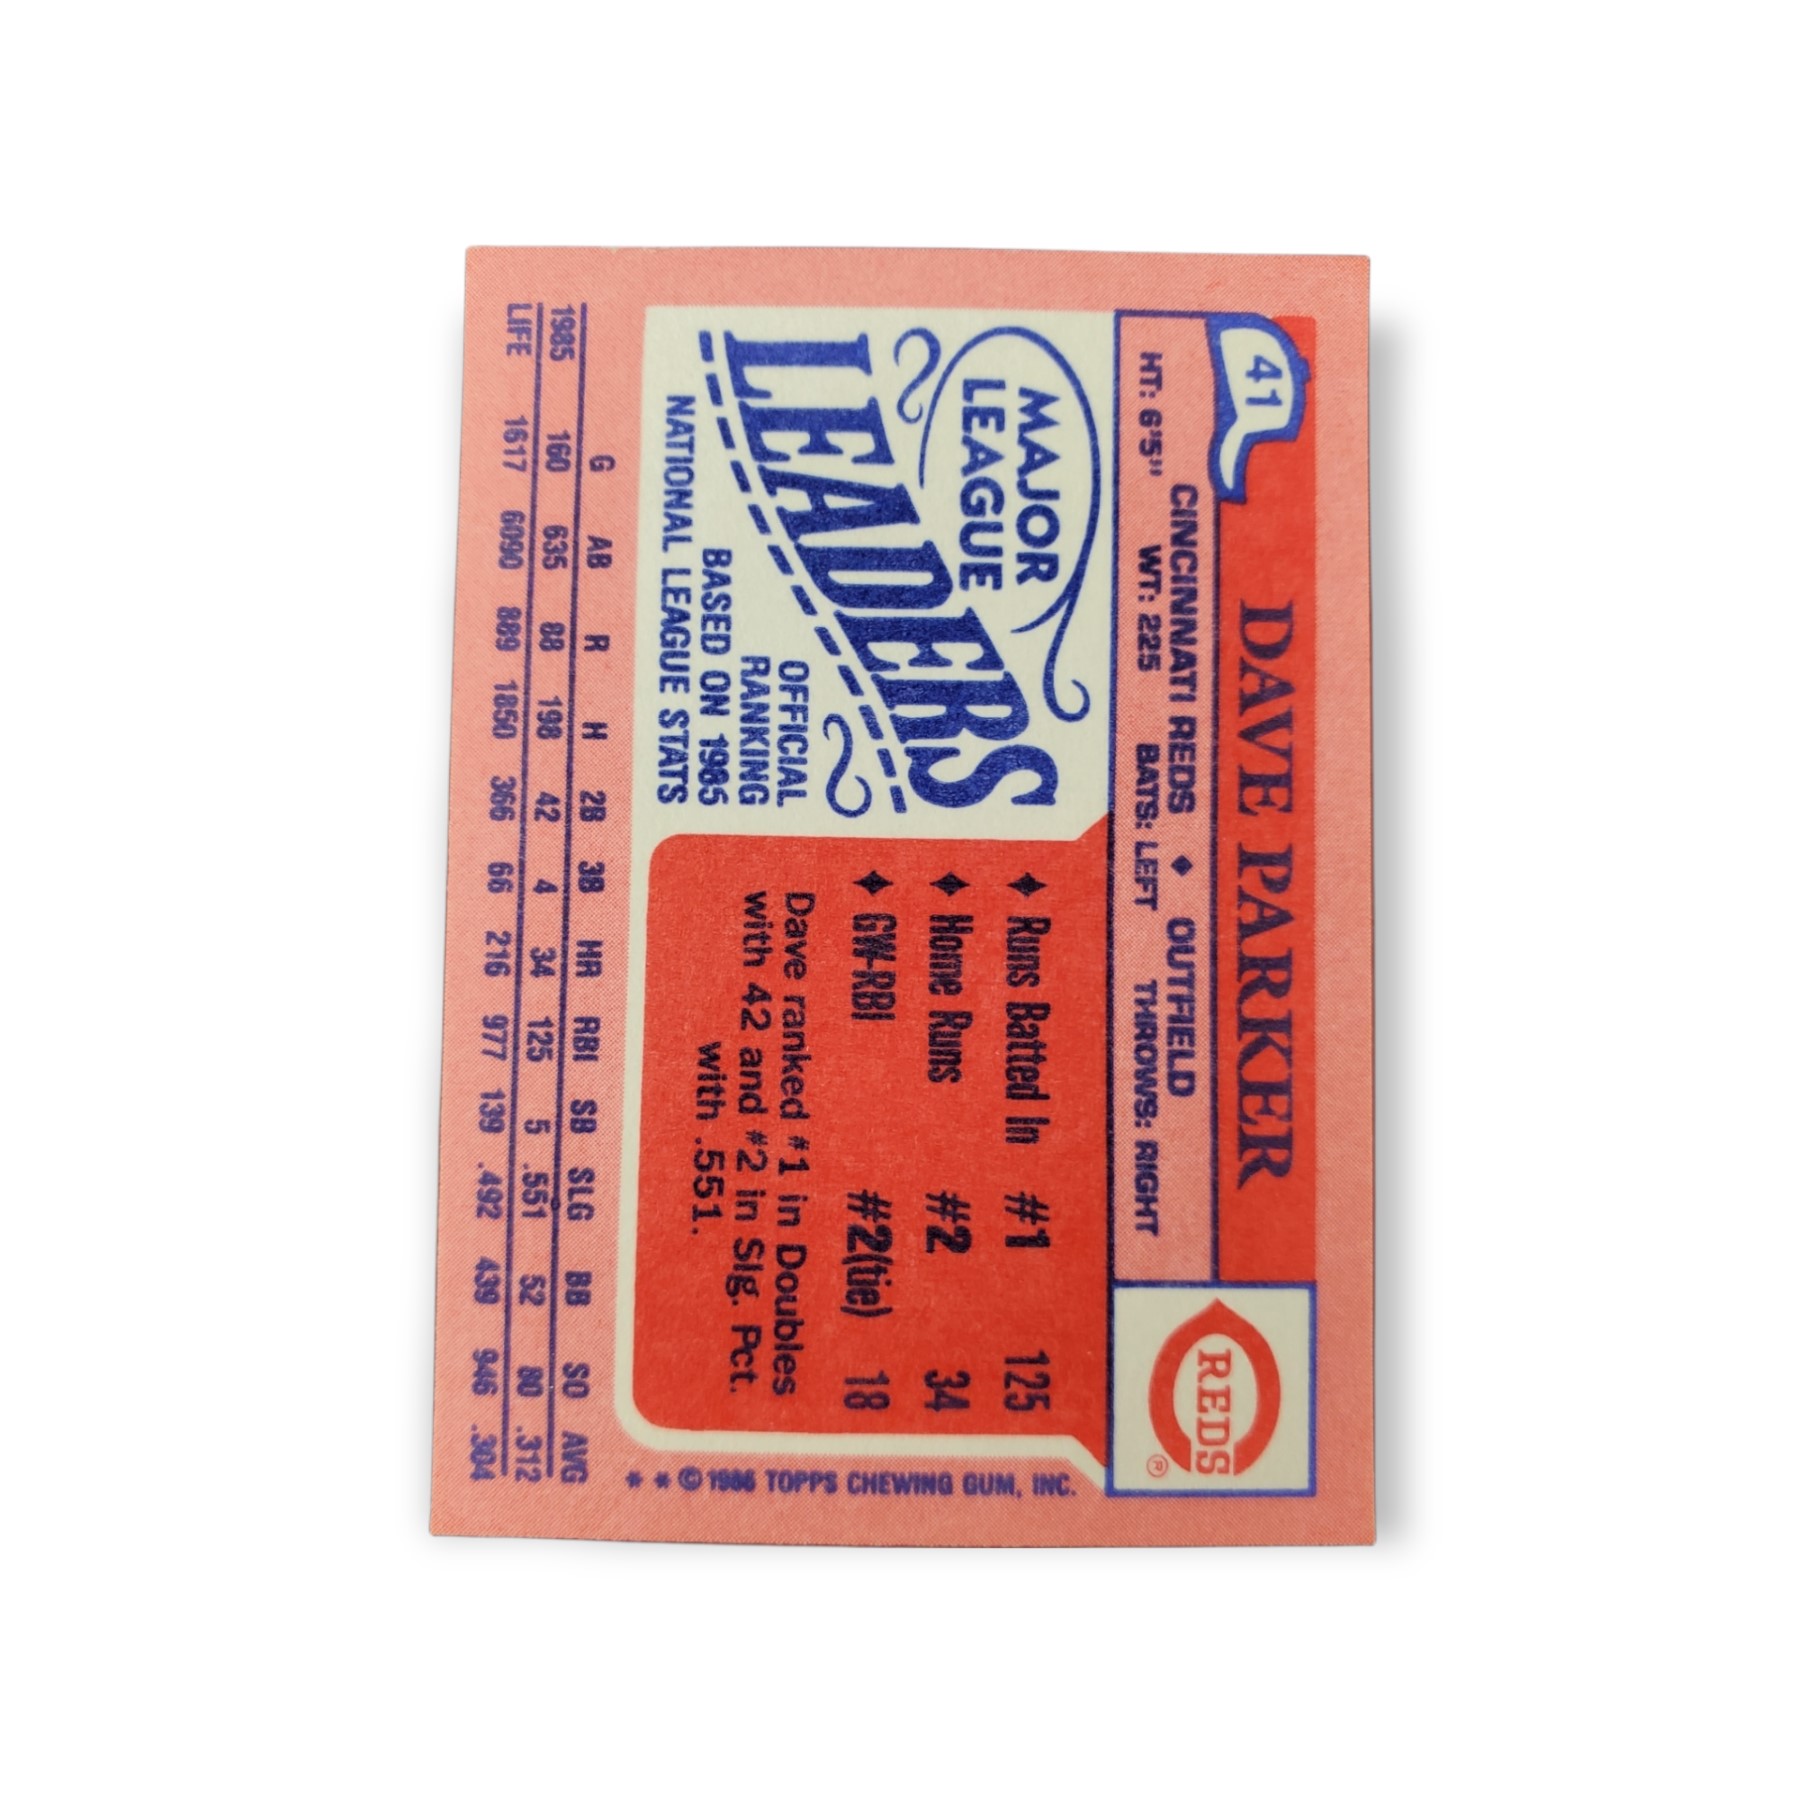 41
DAVE PARKER
CINCINNATI REDS ♦ OUTFIELD
HT: 6'5" WT: 225 BATS: LEFT THROWS: RIGHT
REDS
®
MAJOR
LEAGUE
LEADERS
OFFICIAL
RANKING
BASED ON 1985
NATIONAL LEAGUE STATS
♦ Runs Batted In #1 125
♦ Home Runs #2 34
♦ GW-RBI #2(tie) 18
Dave ranked #1 in Doubles
with 42 and #2 in Slg. Pct.
with .551.
* * © 1986 TOPPS CHEWING GUM, INC.
G AB R H 2B 3B HR RBI SB SLG BB SO AVG
1985 160 635 88 198 42 4 34 125 5 .551 52 80 .312
LIFE 1617 6090 889 1850 366 66 216 977 139 .492 439 946 .304